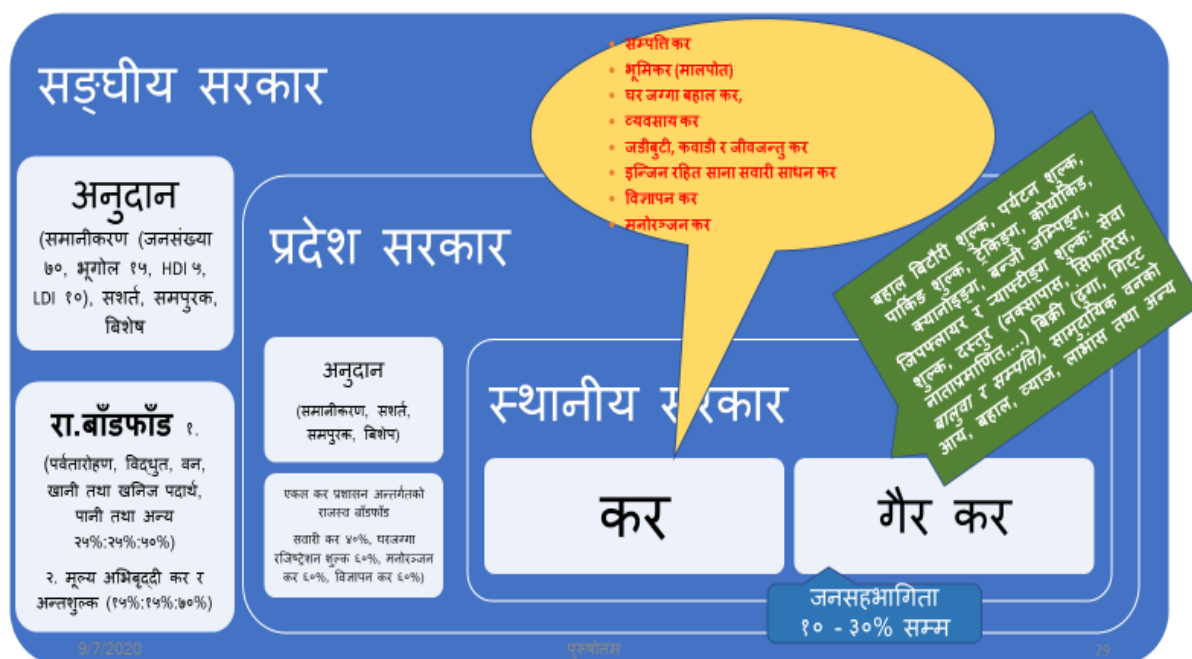 सङ्घीय सरकार
अनुदान
(समानीकरण (जनसंख्या
७०, भूगोल १५, HDI ५,
LDI १०), सशर्त, समपुरक,
बिशेष
रा.बाँडफाँड १.
(पर्वतारोहण, विद्धुत, वन,
खानी तथा खनिज पदार्थ,
पानी तथा अन्य
२५%:२५%:५०%)
२. मूल्य अभिबृद्दी कर र
अन्तशुल्क (१५%:१५%:७०%)
प्रदेश सरकार
अनुदान
(समानीकरण, सशर्त,
समपुरक, बिशेष)
एकल कर प्रशासन अन्तर्गतको
राजस्व बाँडफाँड
सवारी कर ४०%, घरजग्गा
रजिष्ट्रेशन शुल्क ६०%, मनोरञ्जन
कर ६०%, विज्ञापन कर ६०%)
स्थानीय सरकार
कर
गैर कर
• सम्पति कर
• भूमिकर (मालपोत)
• घर जग्गा बहाल कर,
• व्यवसाय कर
• जडीबुटी, कवाडी र जीवजन्तु कर
• इन्जिन रहित साना सवारी साधन कर
• विज्ञापन कर
• मनोरञ्जन कर
बहाल बिटौरी शुल्क, पर्यटन शुल्क,
पार्किङ शुल्क, ट्रेकिङ्ग, कायोकिङ,
क्यानोइङ्ग, बन्जी जम्पिङ्ग,
जिपफ्लायर र र्‍याफ्टीङ्ग शुल्कः सेवा
शुल्क, दस्तुर (नक्सापास, सिफारिस,
नाताप्रमाणित,...) बिक्री (ढुंगा, गिट्ट
बालुवा र सम्पति), सामुदायिक वनको
आय, बहाल, व्याज, लाभांस तथा अन्य
जनसहभागिता
१० - ३०% सम्म
9/7/2020
पुरूषोतम
29